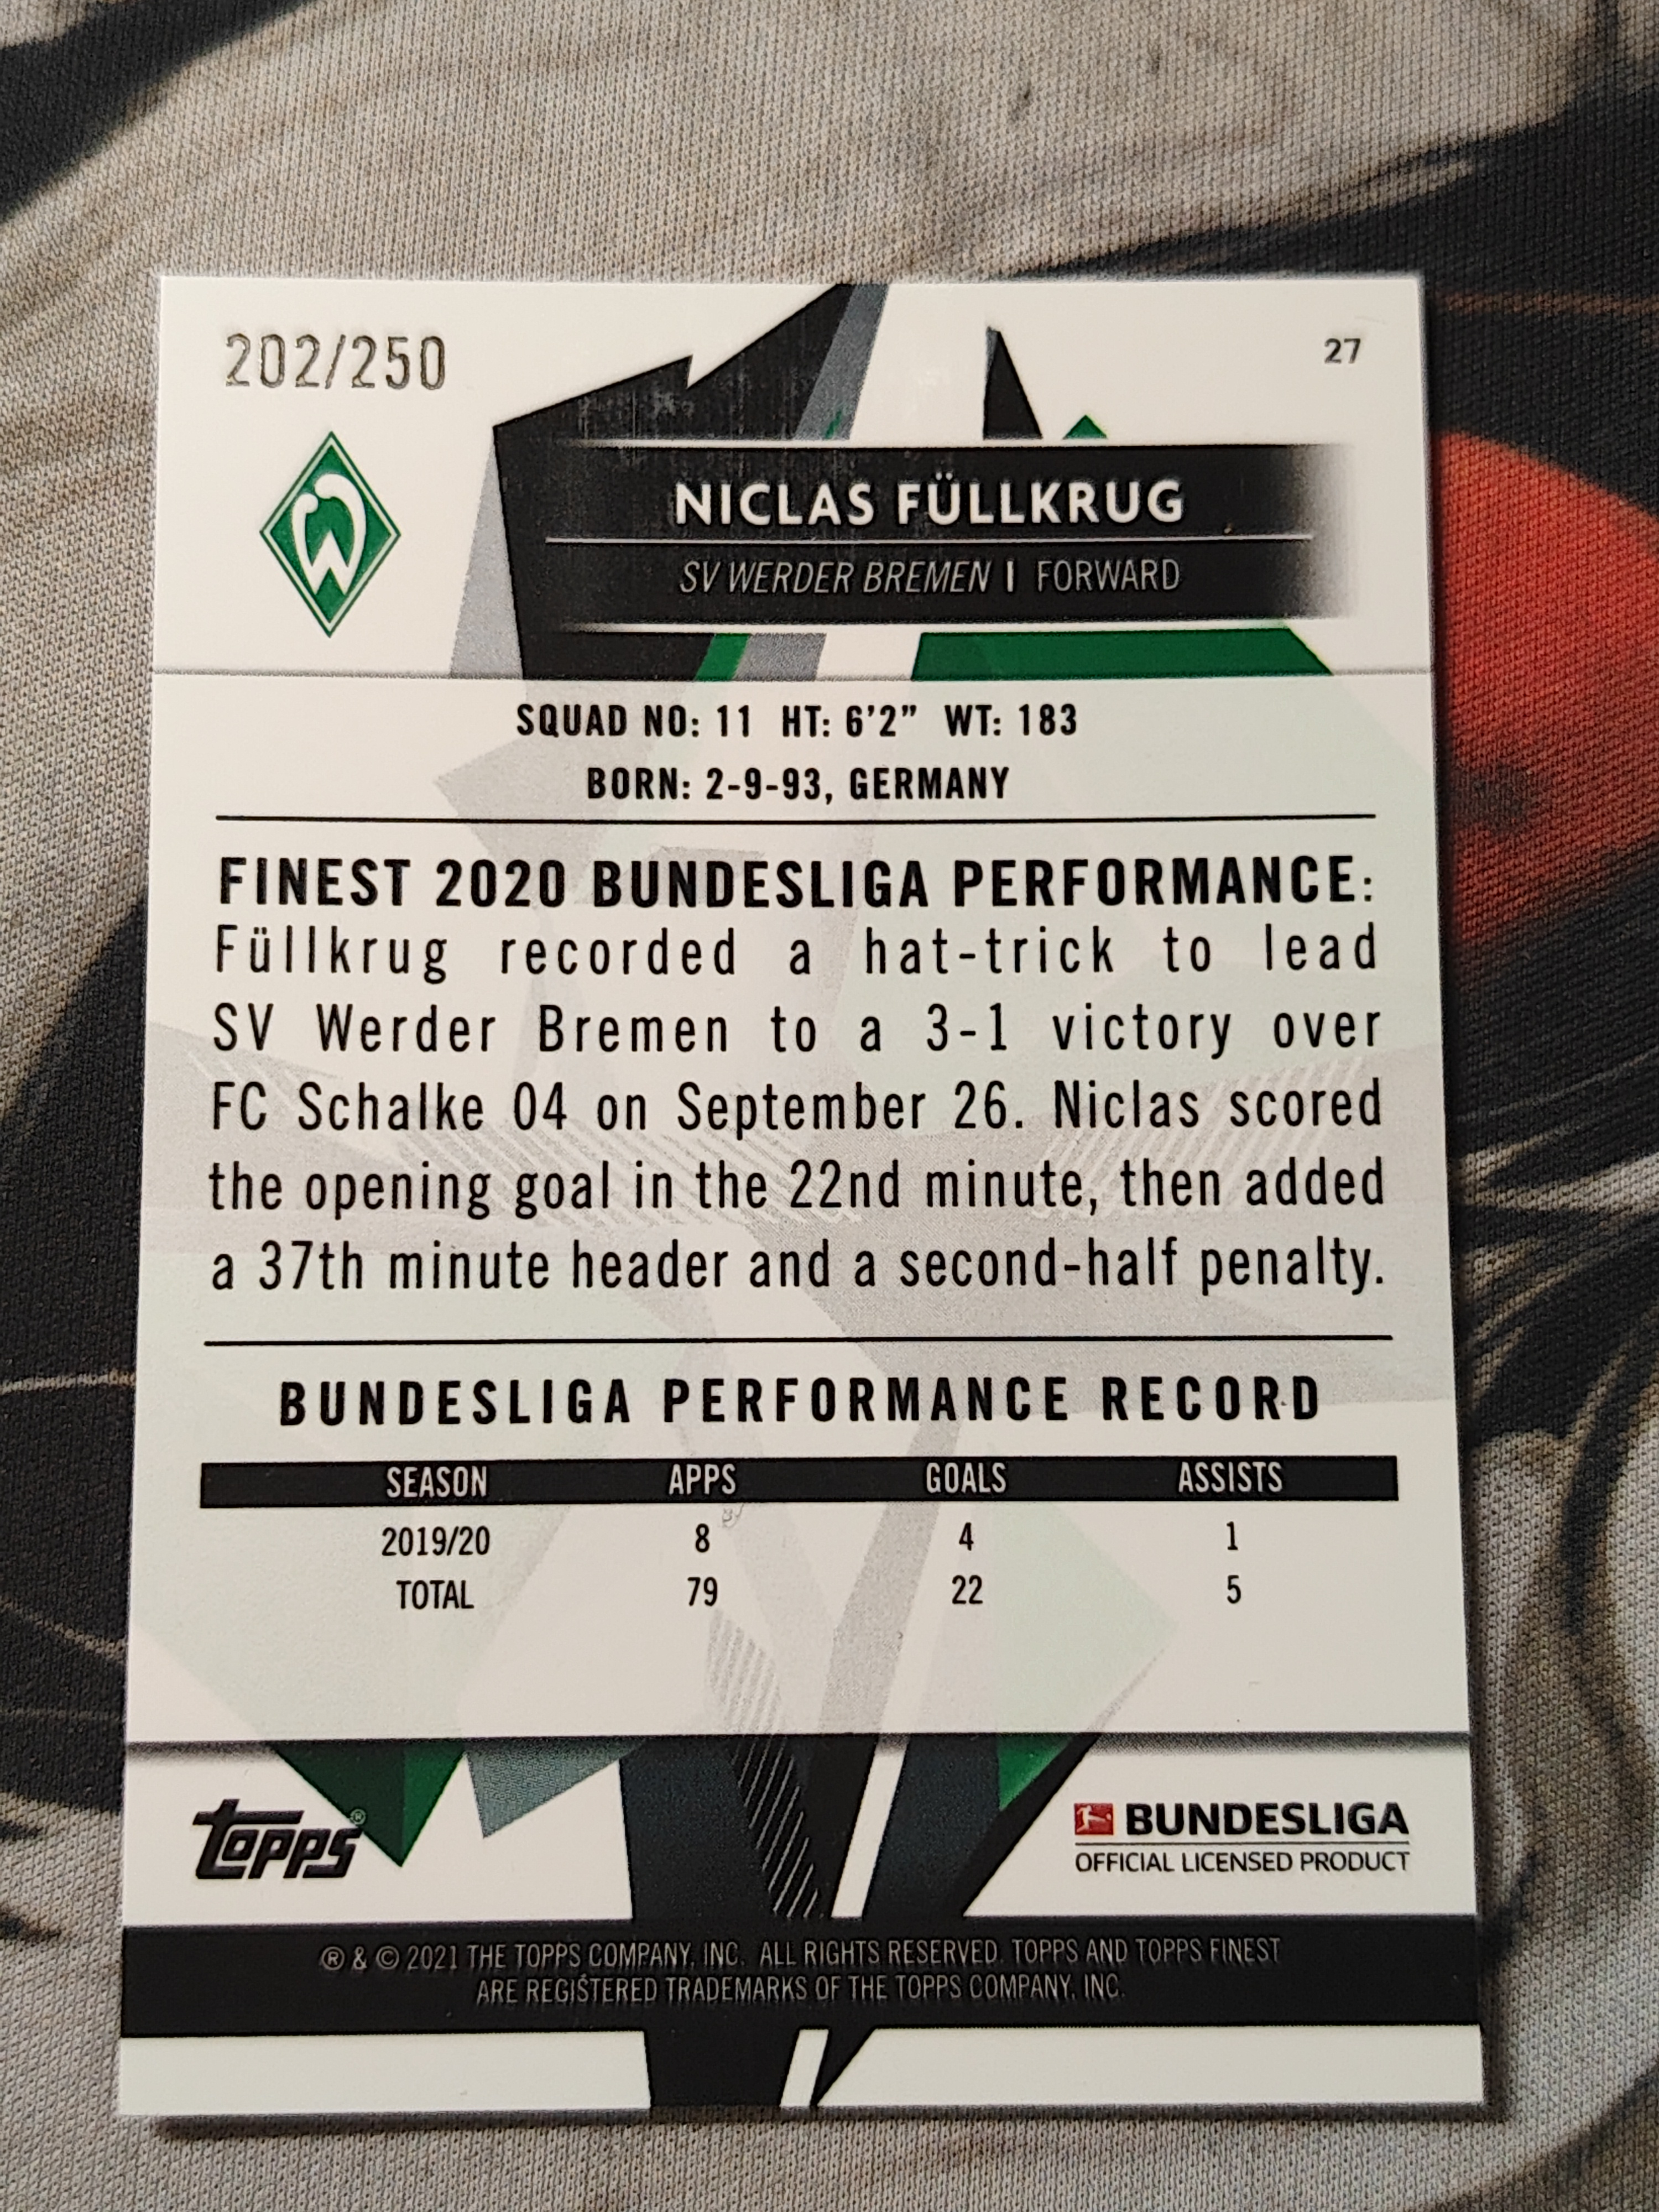 202/250
27
W
NICLAS FÜLLKRUG
SV WERDER BREMEN | FORWARD
SQUAD NO: 11 HT: 6'2" WT: 183
BORN: 2-9-93, GERMANY
FINEST 2020 BUNDESLIGA PERFORMANCE:
Füllkrug recorded a hat-trick to lead
SV Werder Bremen to a 3-1 victory over
FC Schalke 04 on September 26. Niclas scored
the opening goal in the 22nd minute, then added
a 37th minute header and a second-half penalty.
BUNDESLIGA PERFORMANCE RECORD
SEASON APPS GOALS ASSISTS
2019/20 8 4 1
TOTAL 79 22 5
topps®
BUNDESLIGA
OFFICIAL LICENSED PRODUCT
® & © 2021 THE TOPPS COMPANY, INC. ALL RIGHTS RESERVED. TOPPS AND TOPPS FINEST
ARE REGISTERED TRADEMARKS OF THE TOPPS COMPANY, INC.